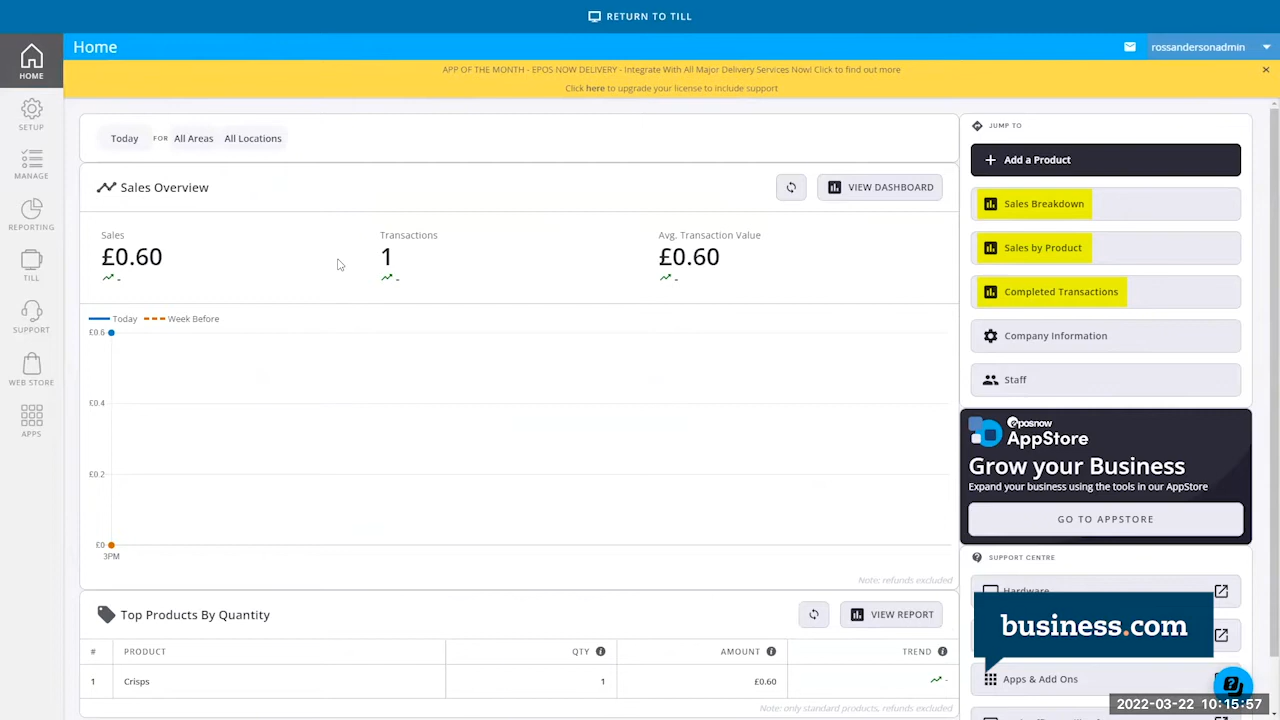 RETURN TO TILL
Home
rossandersonadmin
APP OF THE MONTH - EPOS NOW DELIVERY - Integrate With All Major Delivery Services Now! Click to find out more
Click here to upgrade your license to include support
HOME
SETUP
MANAGE
REPORTING
TILL
SUPPORT
WEB STORE
APPS
Today FOR All Areas All Locations
Sales Overview
VIEW DASHBOARD
Sales
Transactions
Avg. Transaction Value
£0.60
1
£0.60
-
-
-
Today
Week Before
£0.6
£0.4
£0.2
£0
3PM
Note: refunds excluded
Top Products By Quantity
VIEW REPORT
# PRODUCT QTY AMOUNT TREND
1 Crisps 1 £0.60 -
Note: only standard products, refunds excluded
JUMP TO
Add a Product
Sales Breakdown
Sales by Product
Completed Transactions
Company Information
Staff
eposnow
AppStore
Grow your Business
Expand your business using the tools in our AppStore
GO TO APPSTORE
SUPPORT CENTRE
Hardware
business.com
Apps & Add Ons
2022-03-22 10:15:57